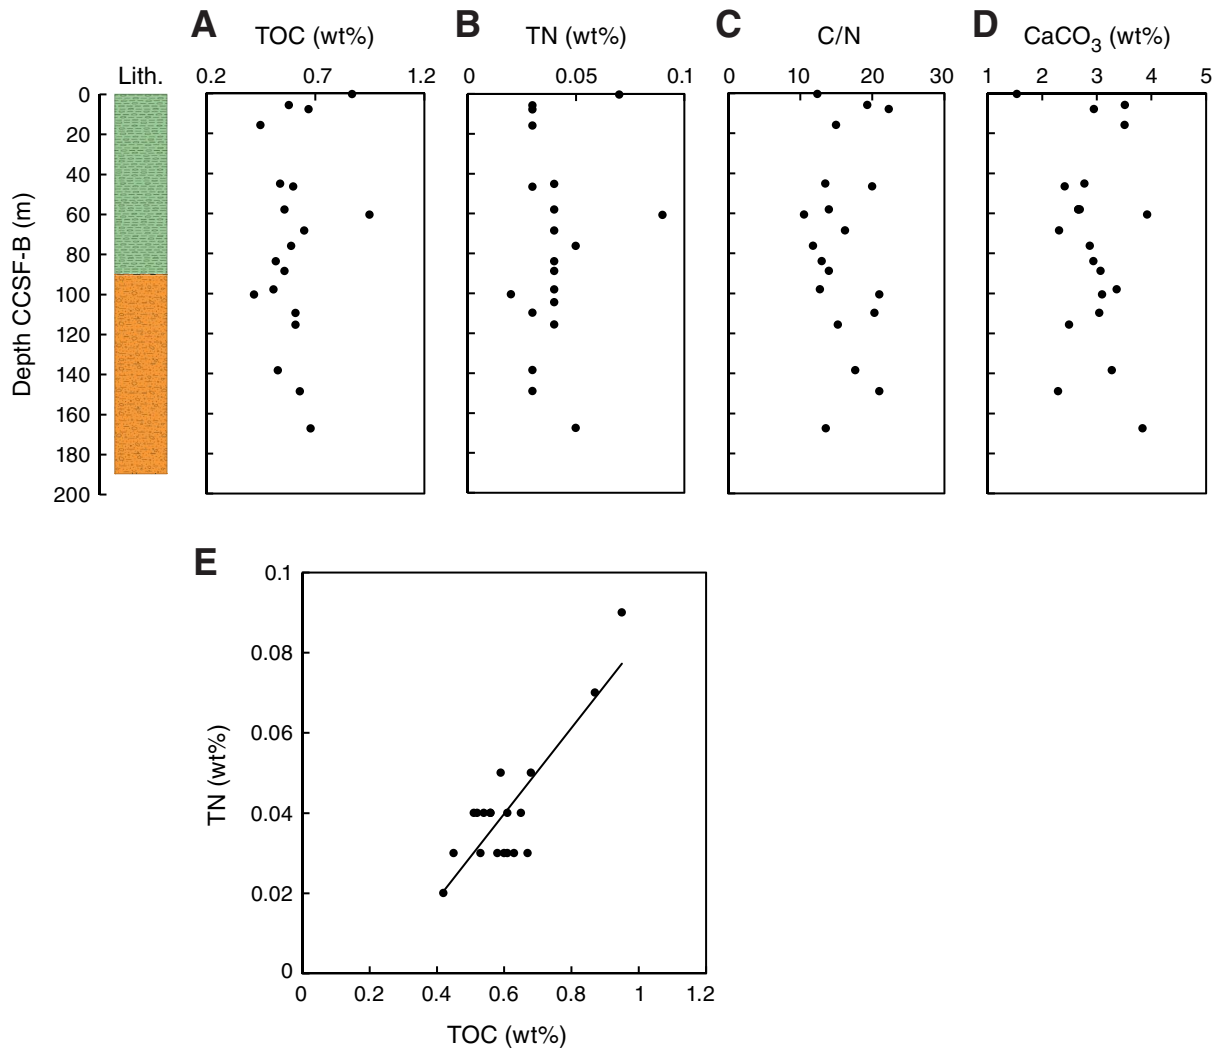 A TOC (wt%)
B TN (wt%)
C C/N
D CaCO3 (wt%)
Lith.
0.2 0.7 1.2
0 0.05 0.1
0 10 20 30
1 2 3 4 5
Depth CCSF-B (m)
0
20
40
60
80
100
120
140
160
180
200
E
TN (wt%)
0.1
0.08
0.06
0.04
0.02
0
0 0.2 0.4 0.6 0.8 1 1.2
TOC (wt%)